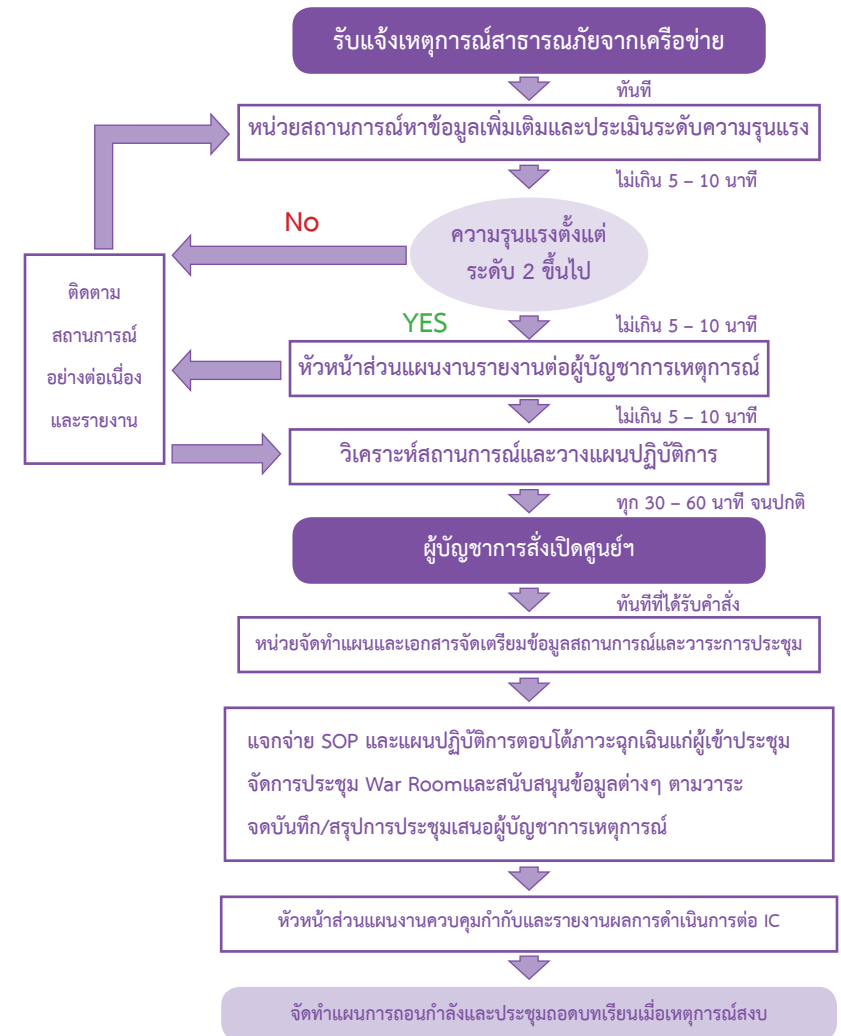 รับแจ้งเหตุการณ์สาธารณภัยจากเครือข่าย
ทันที
หน่วยสถานการณ์หาข้อมูลเพิ่มเติมและประเมินระดับความรุนแรง
ไม่เกิน 5 – 10 นาที
No
ความรุนแรงตั้งแต่
ระดับ 2 ขึ้นไป
ติดตาม
สถานการณ์
อย่างต่อเนื่อง
และรายงาน
YES
ไม่เกิน 5 – 10 นาที
หัวหน้าส่วนแผนงานรายงานต่อผู้บัญชาการเหตุการณ์
ไม่เกิน 5 – 10 นาที
วิเคราะห์สถานการณ์และวางแผนปฏิบัติการ
ทุก 30 – 60 นาที จนปกติ
ผู้บัญชาการสั่งเปิดศูนย์ฯ
ทันทีที่ได้รับคำสั่ง
หน่วยจัดทำแผนและเอกสารจัดเตรียมข้อมูลสถานการณ์และวาระการประชุม
แจกจ่าย SOP และแผนปฏิบัติการตอบโต้ภาวะฉุกเฉินแก่ผู้เข้าประชุม
จัดการประชุม War Roomและสนับสนุนข้อมูลต่างๆ ตามวาระ
จดบันทึก/สรุปการประชุมเสนอผู้บัญชาการเหตุการณ์
หัวหน้าส่วนแผนงานควบคุมกำกับและรายงานผลการดำเนินการต่อ IC
จัดทำแผนการถอนกำลังและประชุมถอดบทเรียนเมื่อเหตุการณ์สงบ